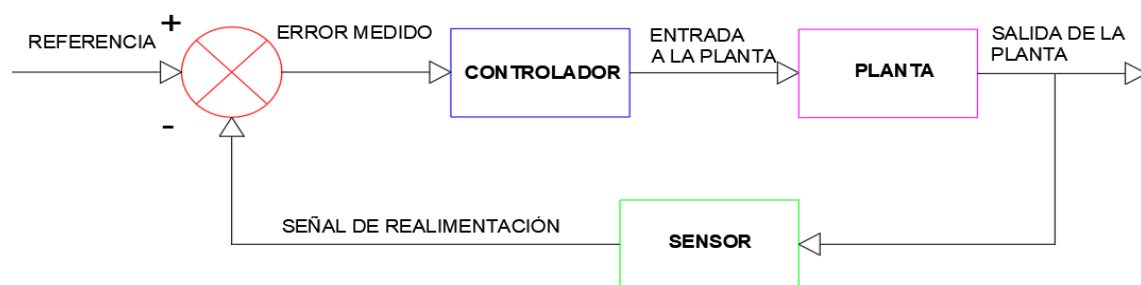 +
REFERENCIA
ERROR MEDIDO
CONTROLADOR
ENTRADA
A LA PLANTA
PLANTA
SALIDA DE LA
PLANTA
-
SEÑAL DE REALIMENTACIÓN
SENSOR